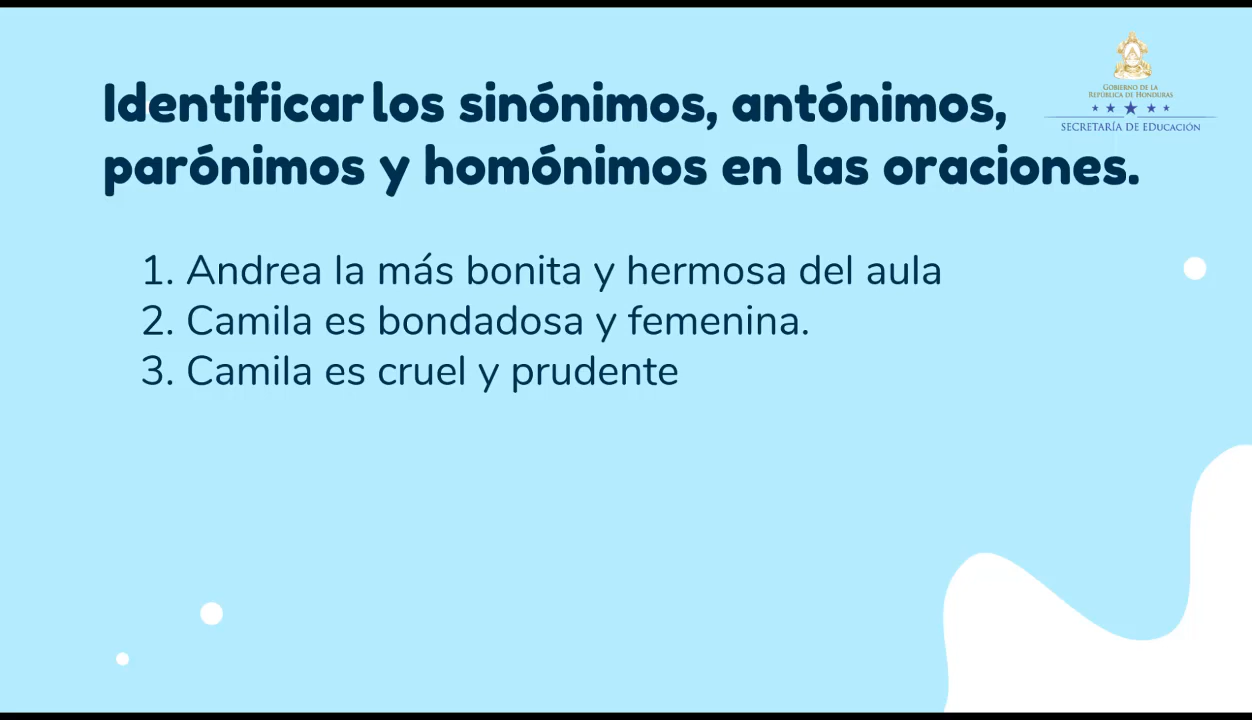 Identificar los sinónimos, antónimos,
parónimos y homónimos en las oraciones.
GOBIERNO DE LA
REPÚBLICA DE HONDURAS
SECRETARÍA DE EDUCACIÓN
1. Andrea la más bonita y hermosa del aula
2. Camila es bondadosa y femenina.
3. Camila es cruel y prudente